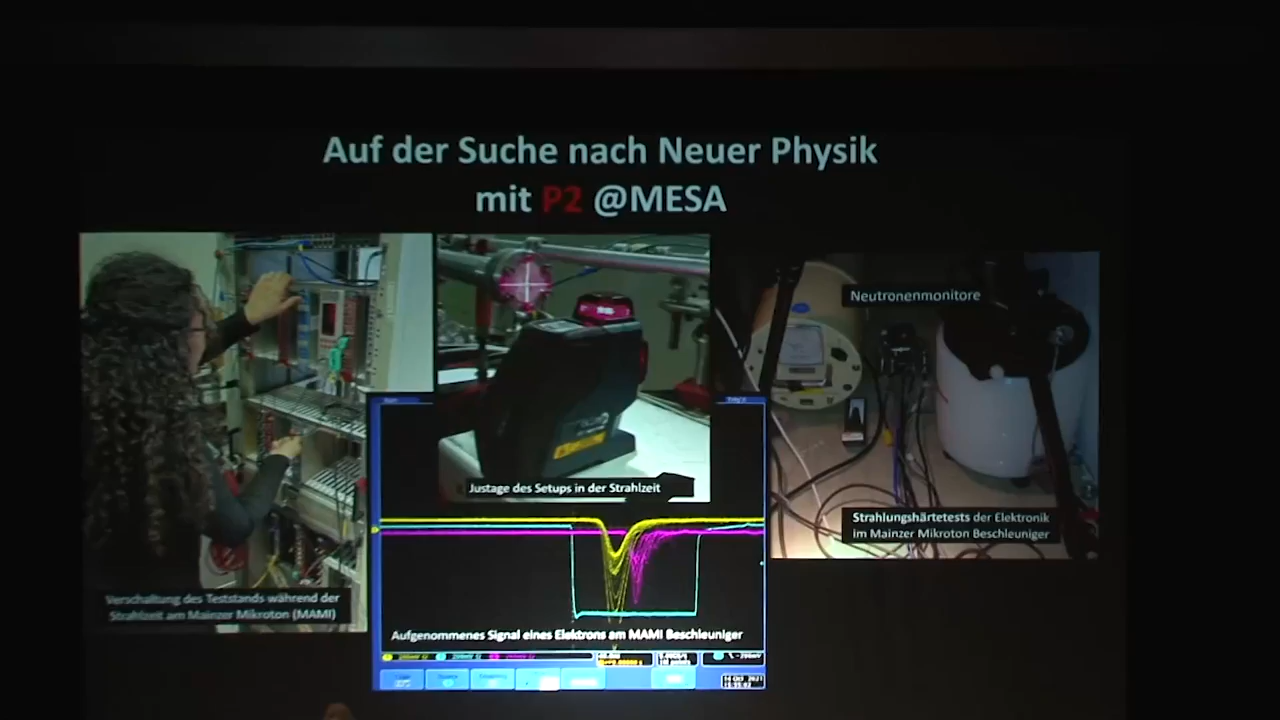 Auf der Suche nach Neuer Physik
mit P2 @MESA
Neutronenmonitore
Justage des Setups in der Strahlzeit
Strahlungshärtetests der Elektronik
im Mainzer Mikroton Beschleuniger
Verschaltung des Teststands während der
Strahlzeit am Mainzer Mikroton (MAMI)
Aufgenommenes Signal eines Elektrons am MAMI Beschleuniger